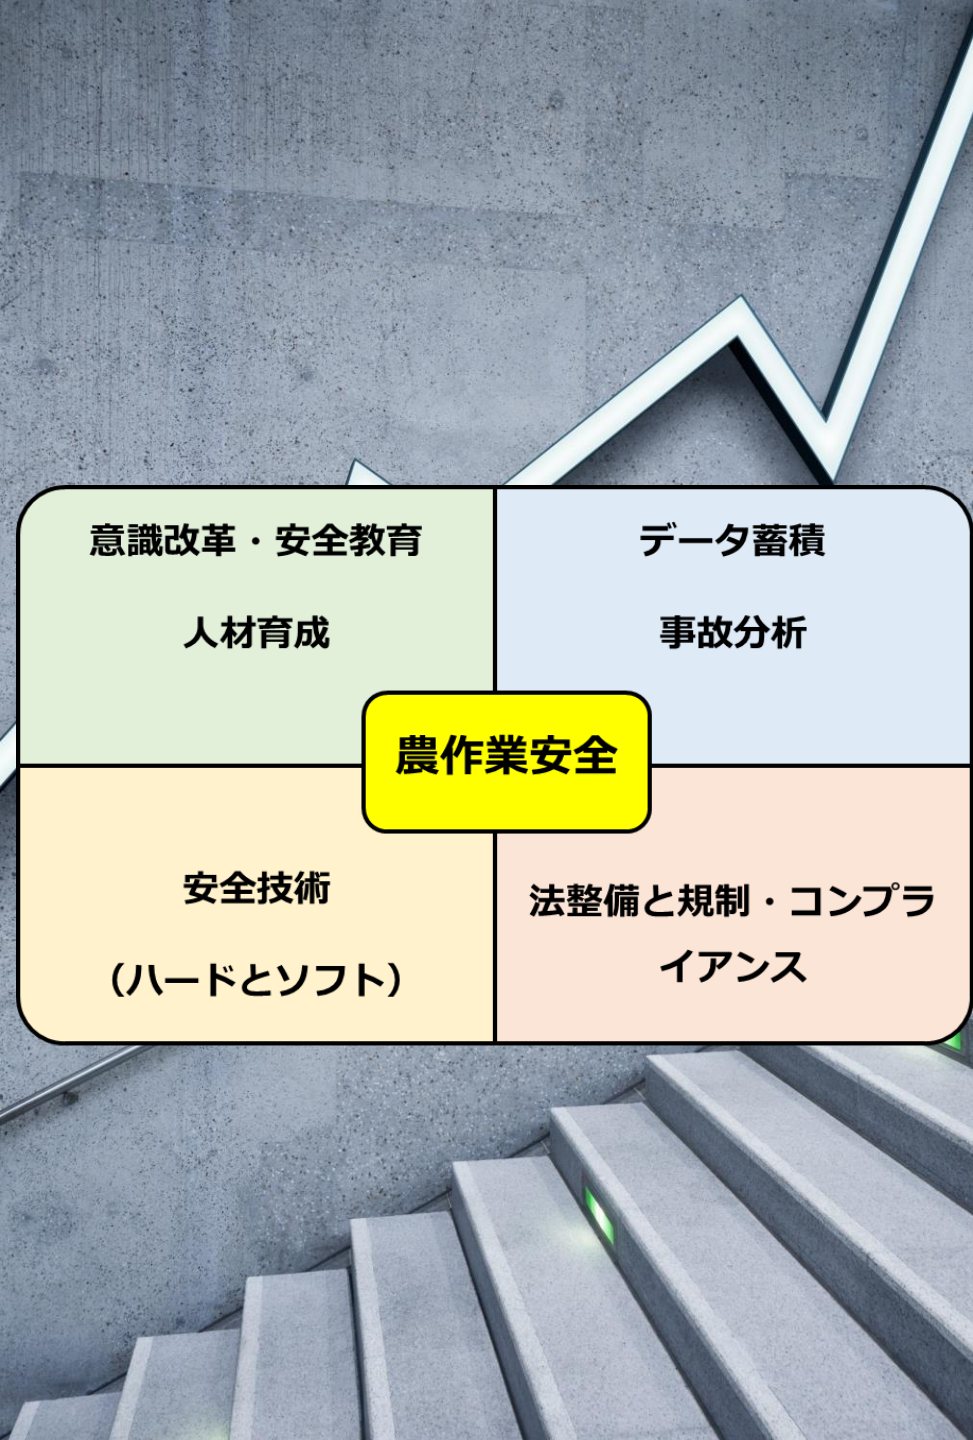 意識改革・安全教育
人材育成
データ蓄積
事故分析
農作業安全
安全技術
（ハードとソフト）
法整備と規制・コンプラ
イアンス